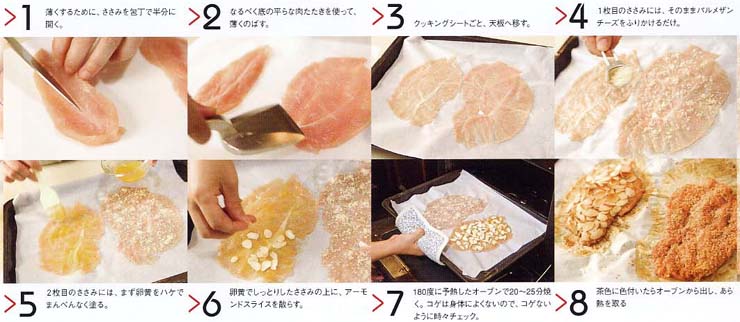 >1 薄くするために、ささみを包丁で半分に
開く。
>2 なるべく底の平らな肉たたきを使って、
薄くのばす。
>3 クッキングシートごと、天板へ移す。
>4 1枚目のささみには、そのままパルメザン
チーズをふりかけるだけ。
>5 2枚目のささみには、まず卵黄をハケで
まんべんなく塗る。
>6 卵黄でしっとりしたささみの上に、アーモ
ンドスライスを散らす。
>7 180度に予熱したオーブンで20〜25分焼
く。コゲは身体によくないので、コゲない
ように時々チェック。
>8 茶色に色付いたらオーブンから出し、あら
熱を取る